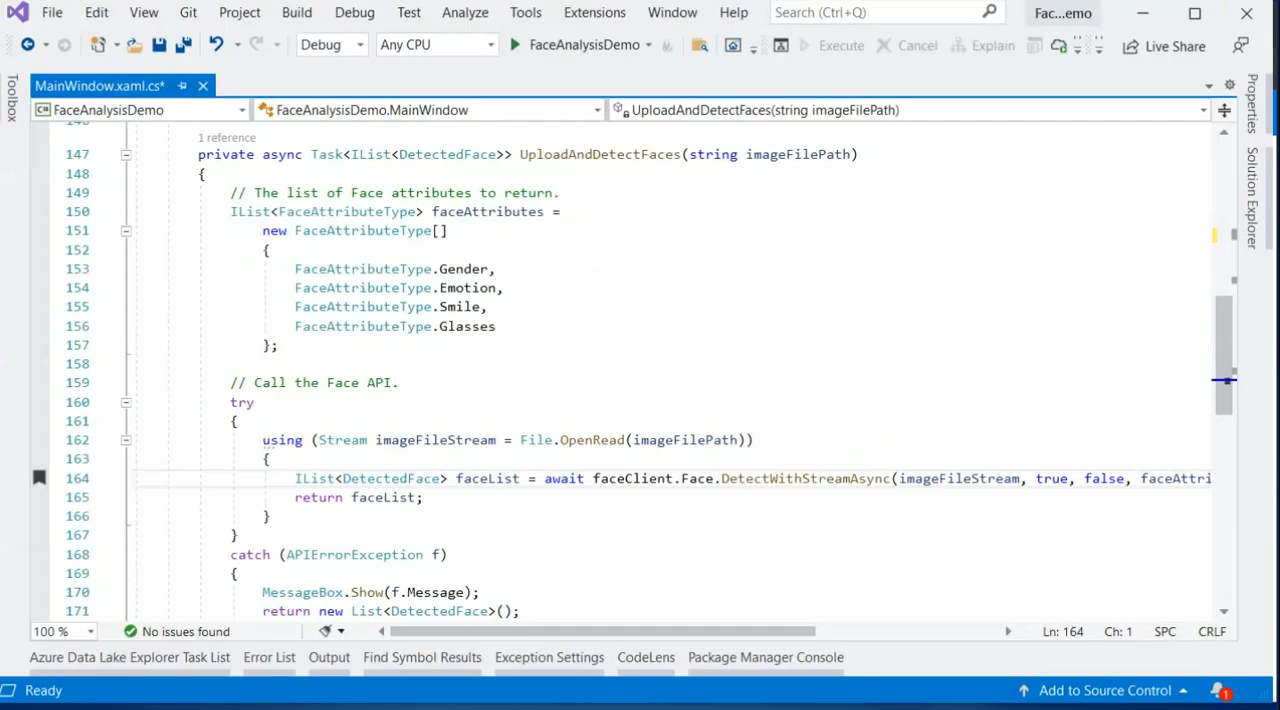 File Edit View Git Project Build Debug Test Analyze Tools Extensions Window Help Search (Ctrl+Q) Fac...emo
Debug Any CPU FaceAnalysisDemo Execute Cancel Explain Live Share
Toolbox
MainWindow.xaml.cs*
FaceAnalysisDemo FaceAnalysisDemo.MainWindow UploadAndDetectFaces(string imageFilePath)
Properties
Solution Explorer
146
1 reference
147 private async Task<IList<DetectedFace>> UploadAndDetectFaces(string imageFilePath)
148 {
149 // The list of Face attributes to return.
150 IList<FaceAttributeType> faceAttributes =
151 new FaceAttributeType[]
152 {
153 FaceAttributeType.Gender,
154 FaceAttributeType.Emotion,
155 FaceAttributeType.Smile,
156 FaceAttributeType.Glasses
157 };
158
159 // Call the Face API.
160 try
161 {
162 using (Stream imageFileStream = File.OpenRead(imageFilePath))
163 {
164 IList<DetectedFace> faceList = await faceClient.Face.DetectWithStreamAsync(imageFileStream, true, false, faceAttri
165 return faceList;
166 }
167 }
168 catch (APIErrorException f)
169 {
170 MessageBox.Show(f.Message);
171 return new List<DetectedFace>();
100 % No issues found Ln: 164 Ch: 1 SPC CRLF
Azure Data Lake Explorer Task List Error List Output Find Symbol Results Exception Settings CodeLens Package Manager Console
Ready Add to Source Control 1